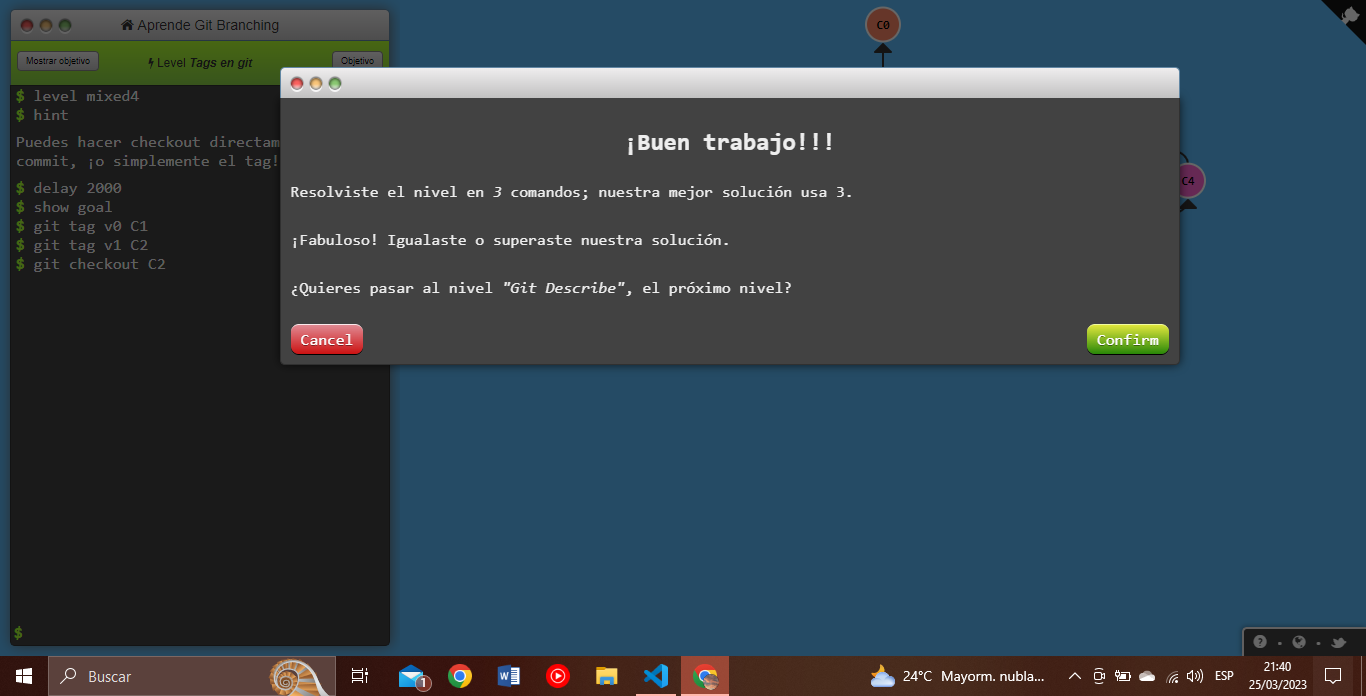 Aprende Git Branching
Mostrar objetivo
Level Tags en git
Objetivo
$ level mixed4
$ hint
Puedes hacer checkout directam
commit, ¡o simplemente el tag!
$ delay 2000
$ show goal
$ git tag v0 C1
$ git tag v1 C2
$ git checkout C2
$
C0
C4
¡Buen trabajo!!!
Resolviste el nivel en 3 comandos; nuestra mejor solución usa 3.
¡Fabuloso! Igualaste o superaste nuestra solución.
¿Quieres pasar al nivel "Git Describe", el próximo nivel?
Cancel
Confirm
Buscar
1
24°C Mayorm. nubla...
ESP
21:40
25/03/2023